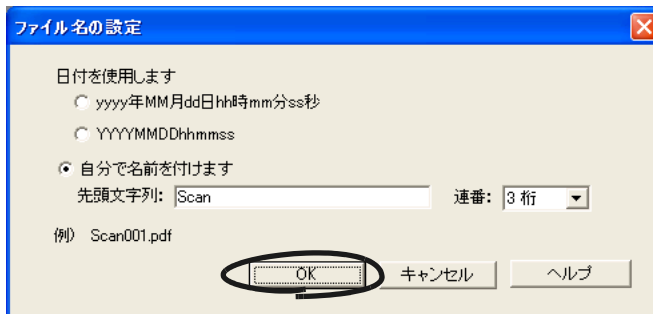 ファイル名の設定
日付を使用します
yyyy年MM月dd日hh時mm分ss秒
YYYYMMDDhhmmss
自分で名前を付けます
先頭文字列: Scan 連番: 3 桁
例) Scan001.pdf
OK キャンセル ヘルプ